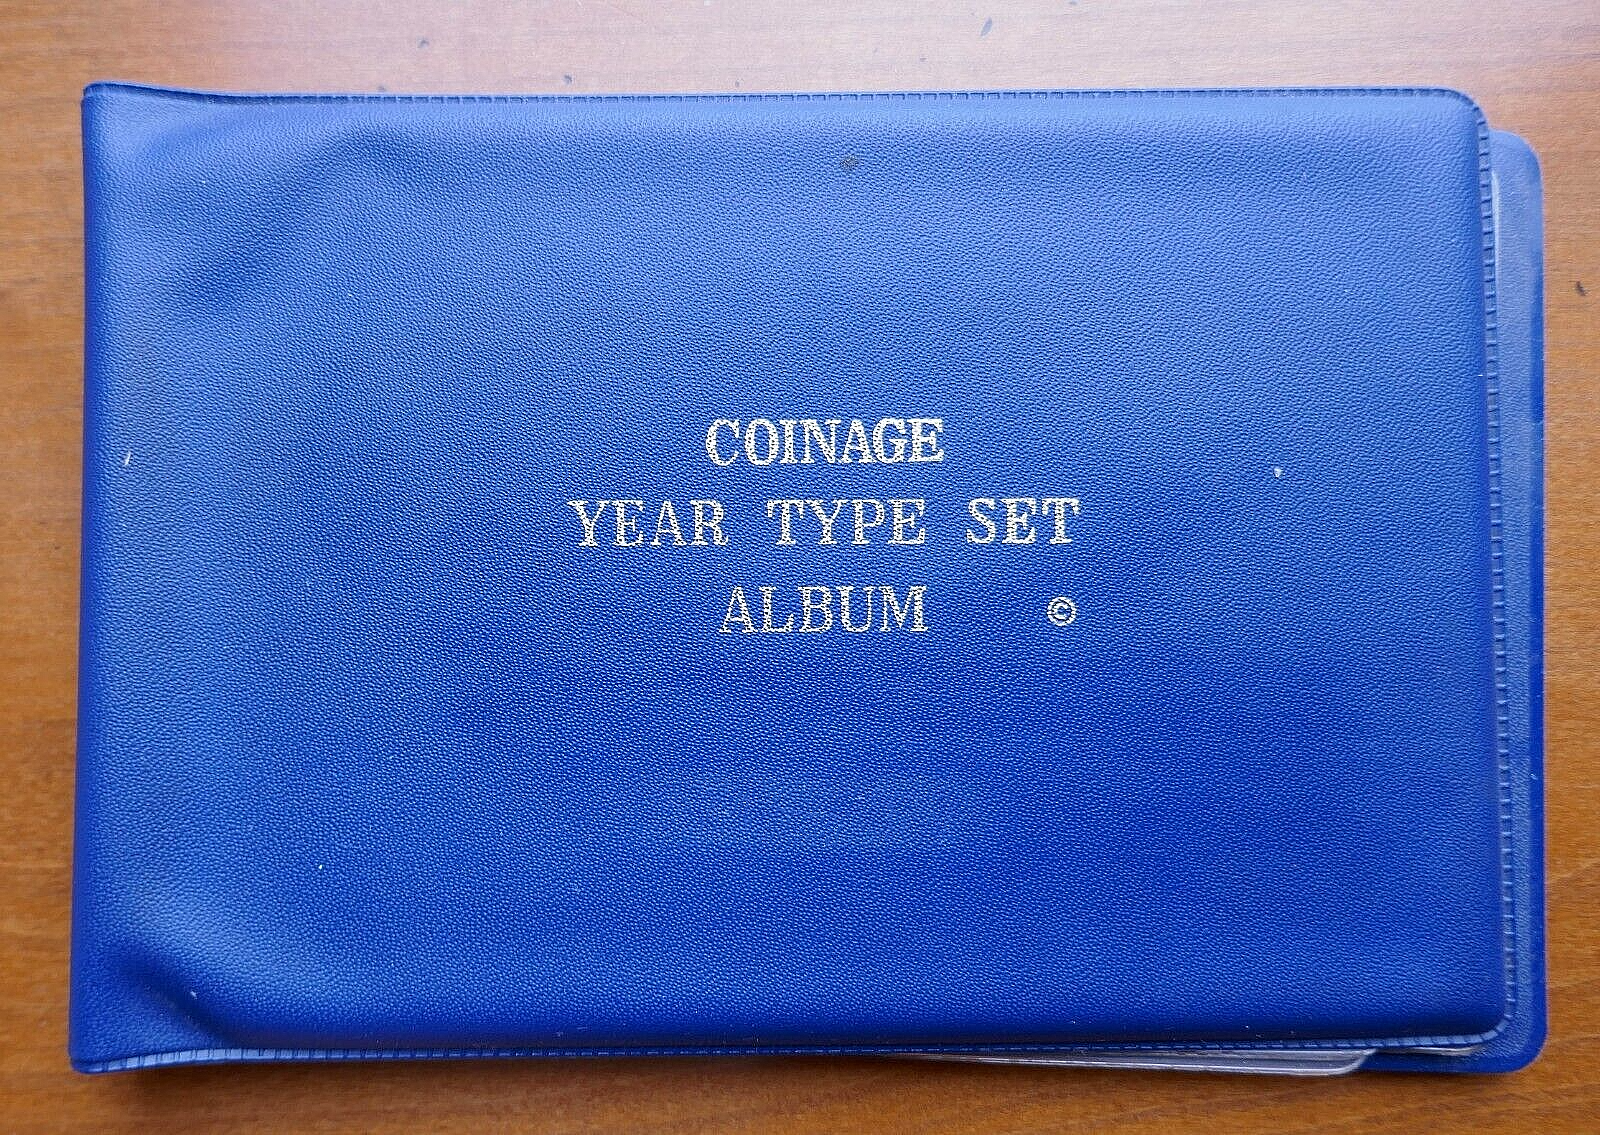 COINAGE
YEAR TYPE SET
ALBUM ©